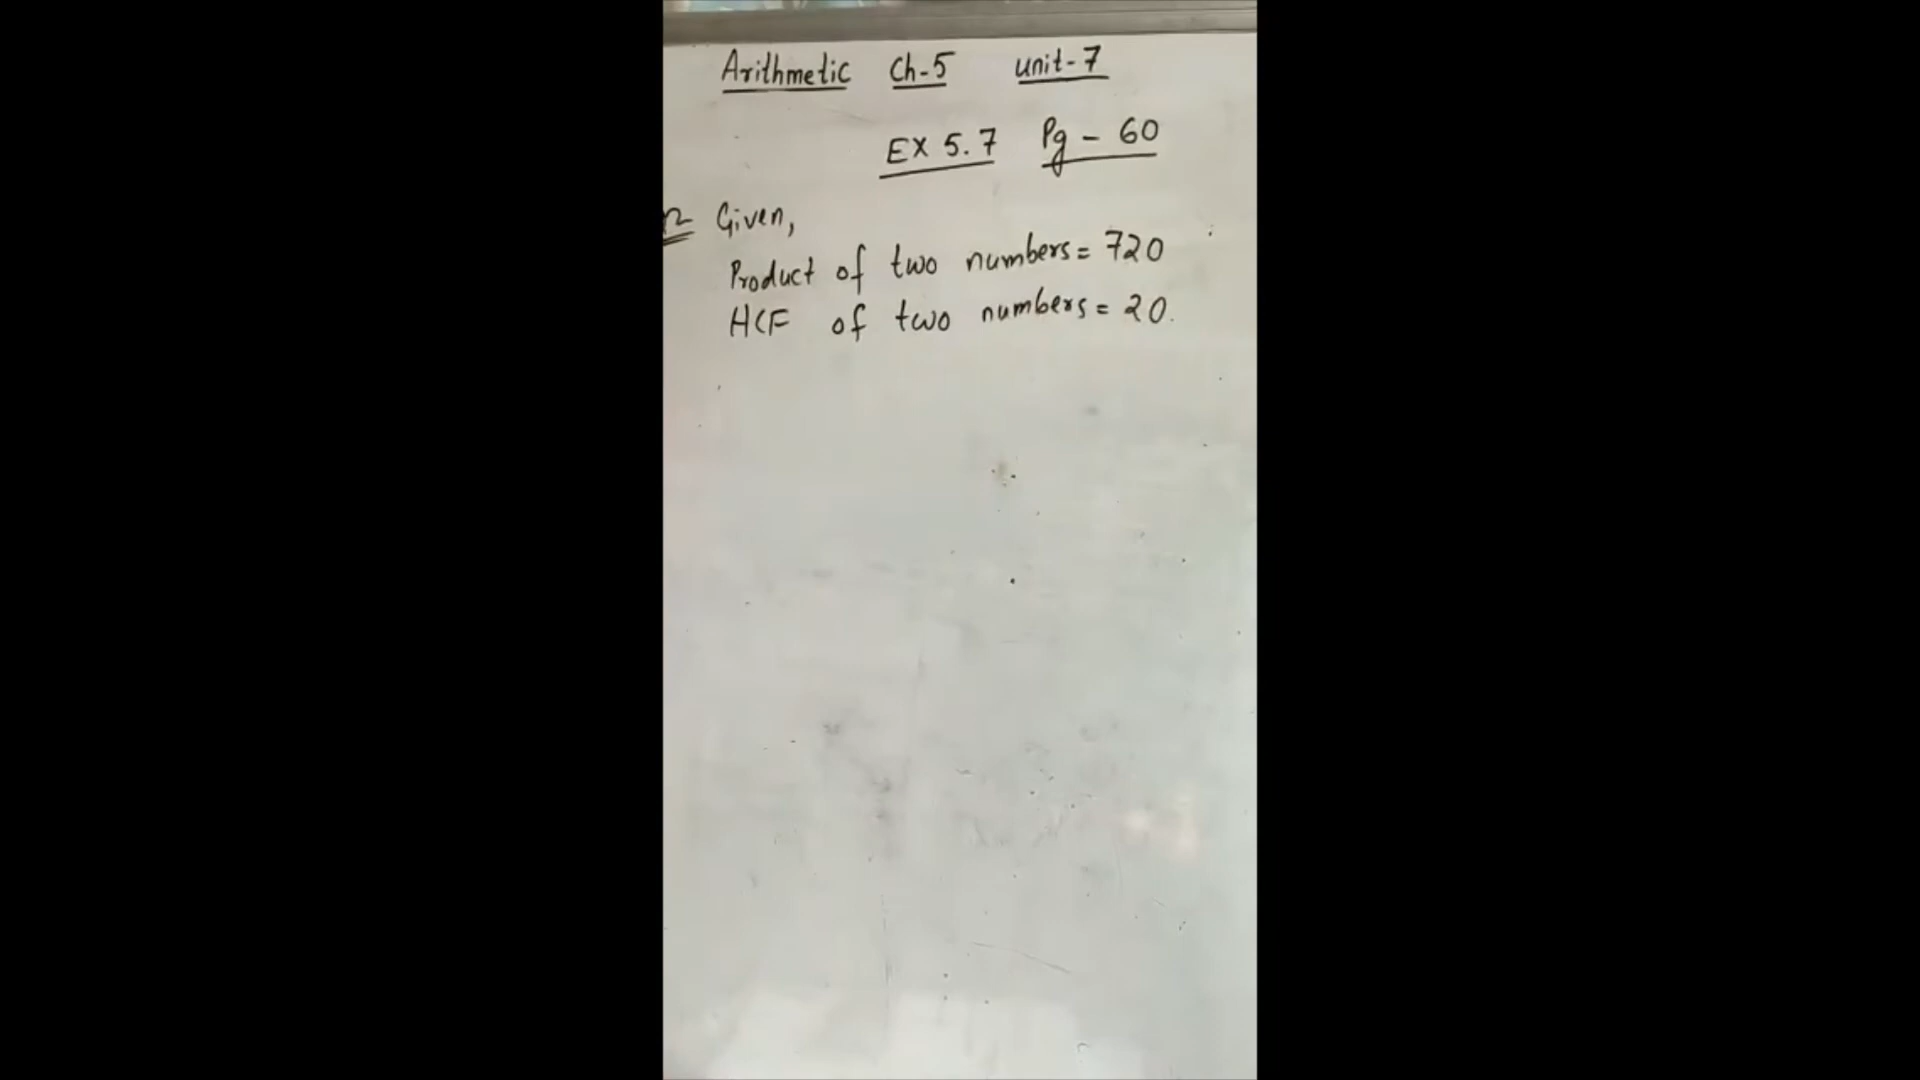 Arithmetic Ch-5 unit-7
EX 5.7 Pg - 60
Given,
Product of two numbers = 720
HCF of two numbers = 20.